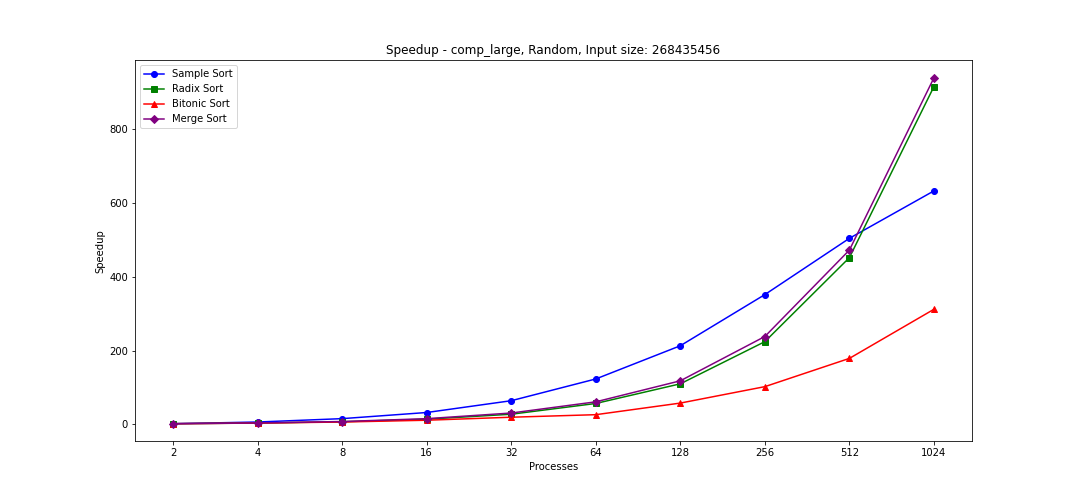 Speedup - comp_large, Random, Input size: 268435456
Sample Sort
Radix Sort
Bitonic Sort
Merge Sort
Speedup
800
600
400
200
0
2 4 8 16 32 64 128 256 512 1024
Processes